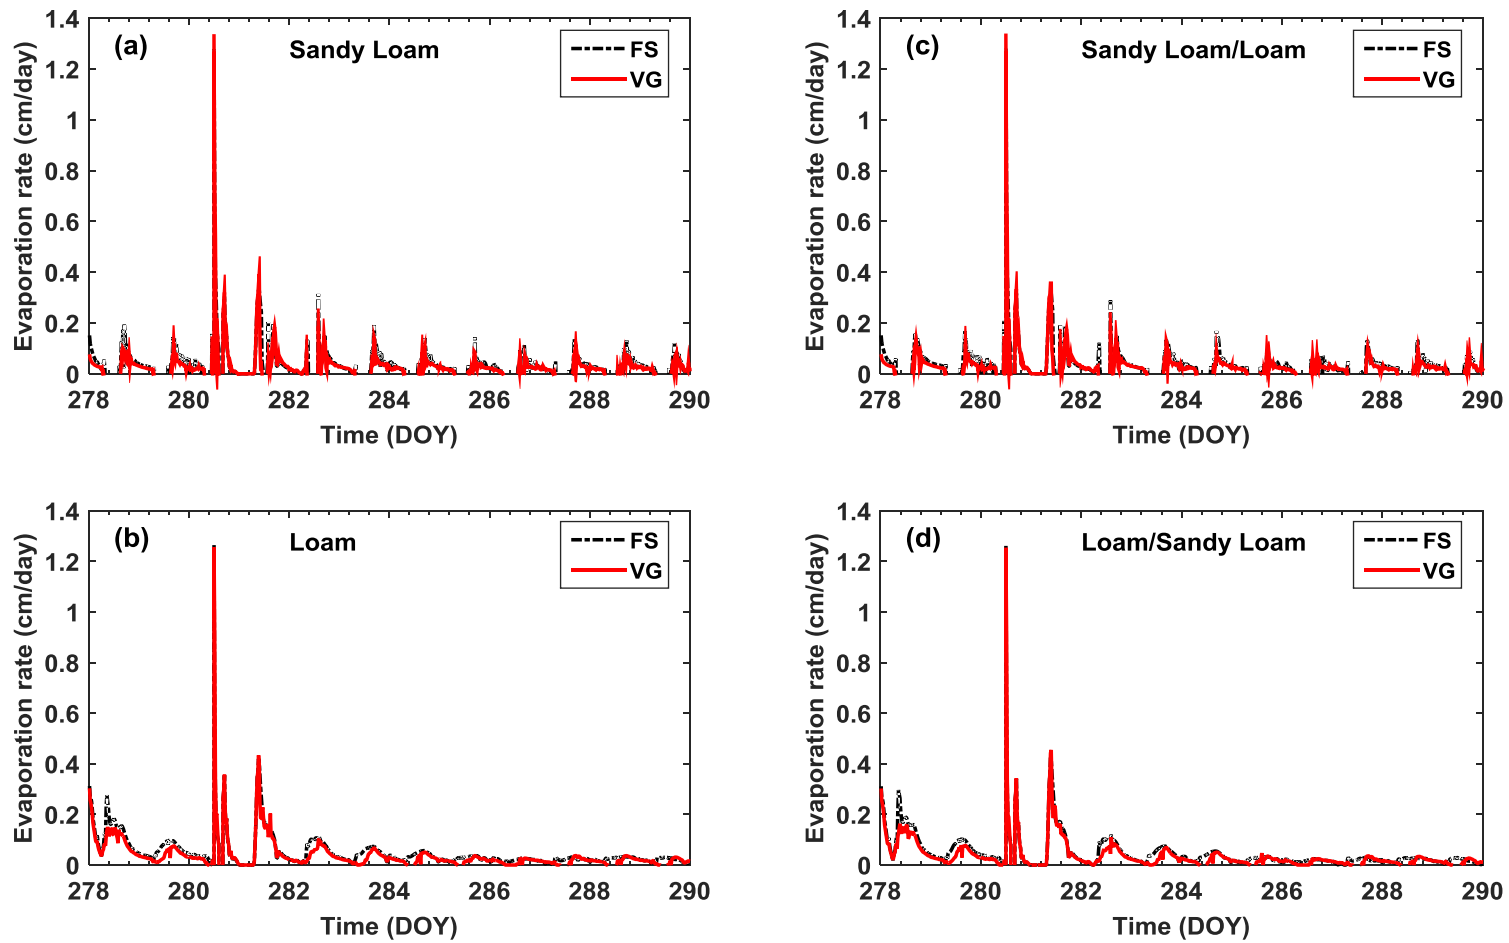 (a) Sandy Loam
FS
VG
Evaporation rate (cm/day)
1.4
1.2
1
0.8
0.6
0.4
0.2
0
278 280 282 284 286 288 290
Time (DOY)
(c) Sandy Loam/Loam
FS
VG
Evaporation rate (cm/day)
1.4
1.2
1
0.8
0.6
0.4
0.2
0
278 280 282 284 286 288 290
Time (DOY)
(b) Loam
FS
VG
Evaporation rate (cm/day)
1.4
1.2
1
0.8
0.6
0.4
0.2
0
278 280 282 284 286 288 290
Time (DOY)
(d) Loam/Sandy Loam
FS
VG
Evaporation rate (cm/day)
1.4
1.2
1
0.8
0.6
0.4
0.2
0
278 280 282 284 286 288 290
Time (DOY)